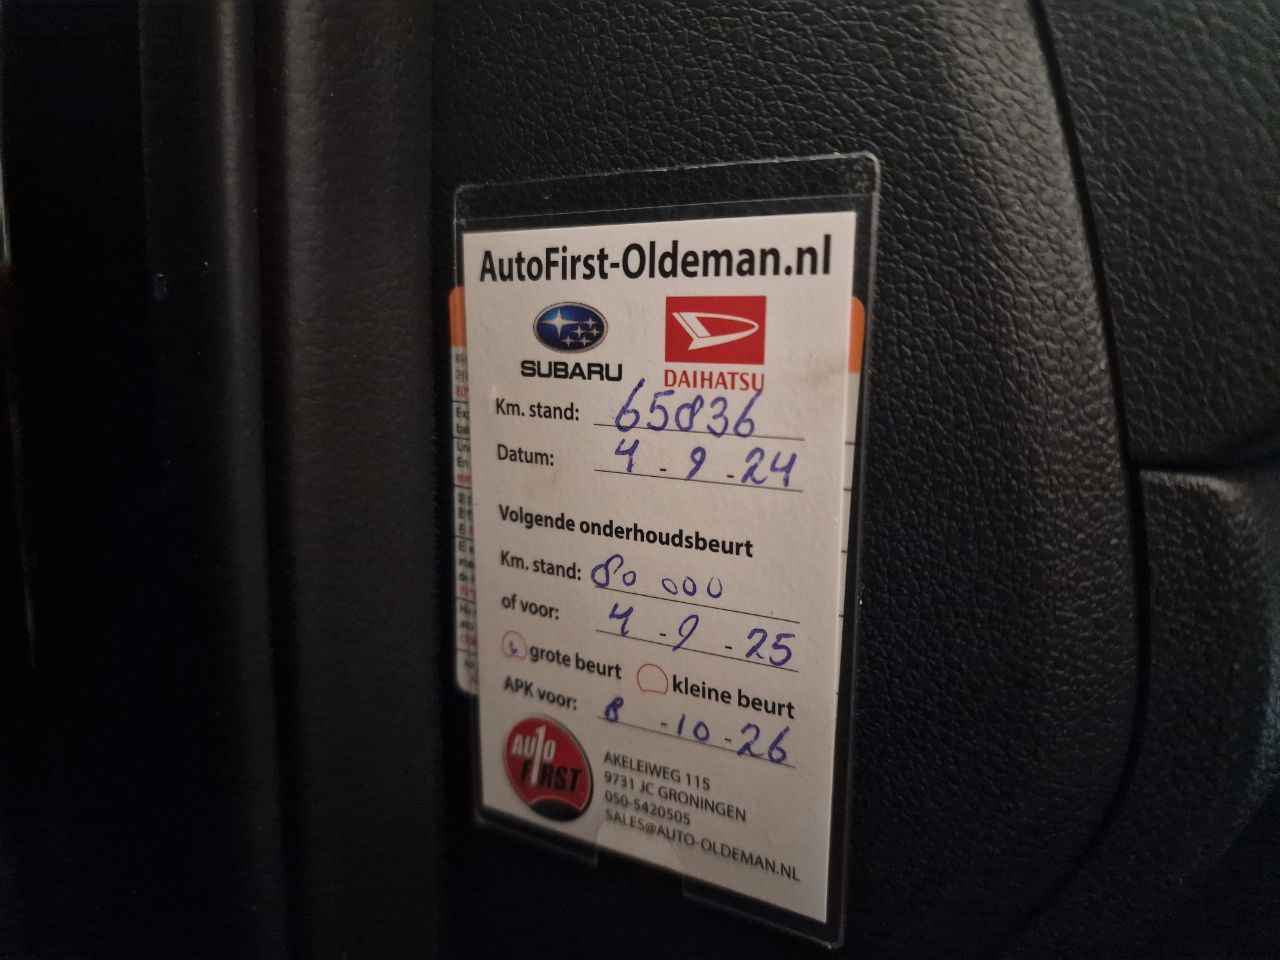 AutoFirst-Oldeman.nl
SUBARU DAIHATSU
Km. stand: 65836
Datum: 4-9-24
Volgende onderhoudsbeurt
Km. stand: 80 000
of voor: 4-9-25
grote beurt kleine beurt
APK voor: 8-10-26
AUTO 1 FIRST
AKELEIWEG 115
9731 JC GRONINGEN
050-5420505
SALES@AUTO-OLDEMAN.NL